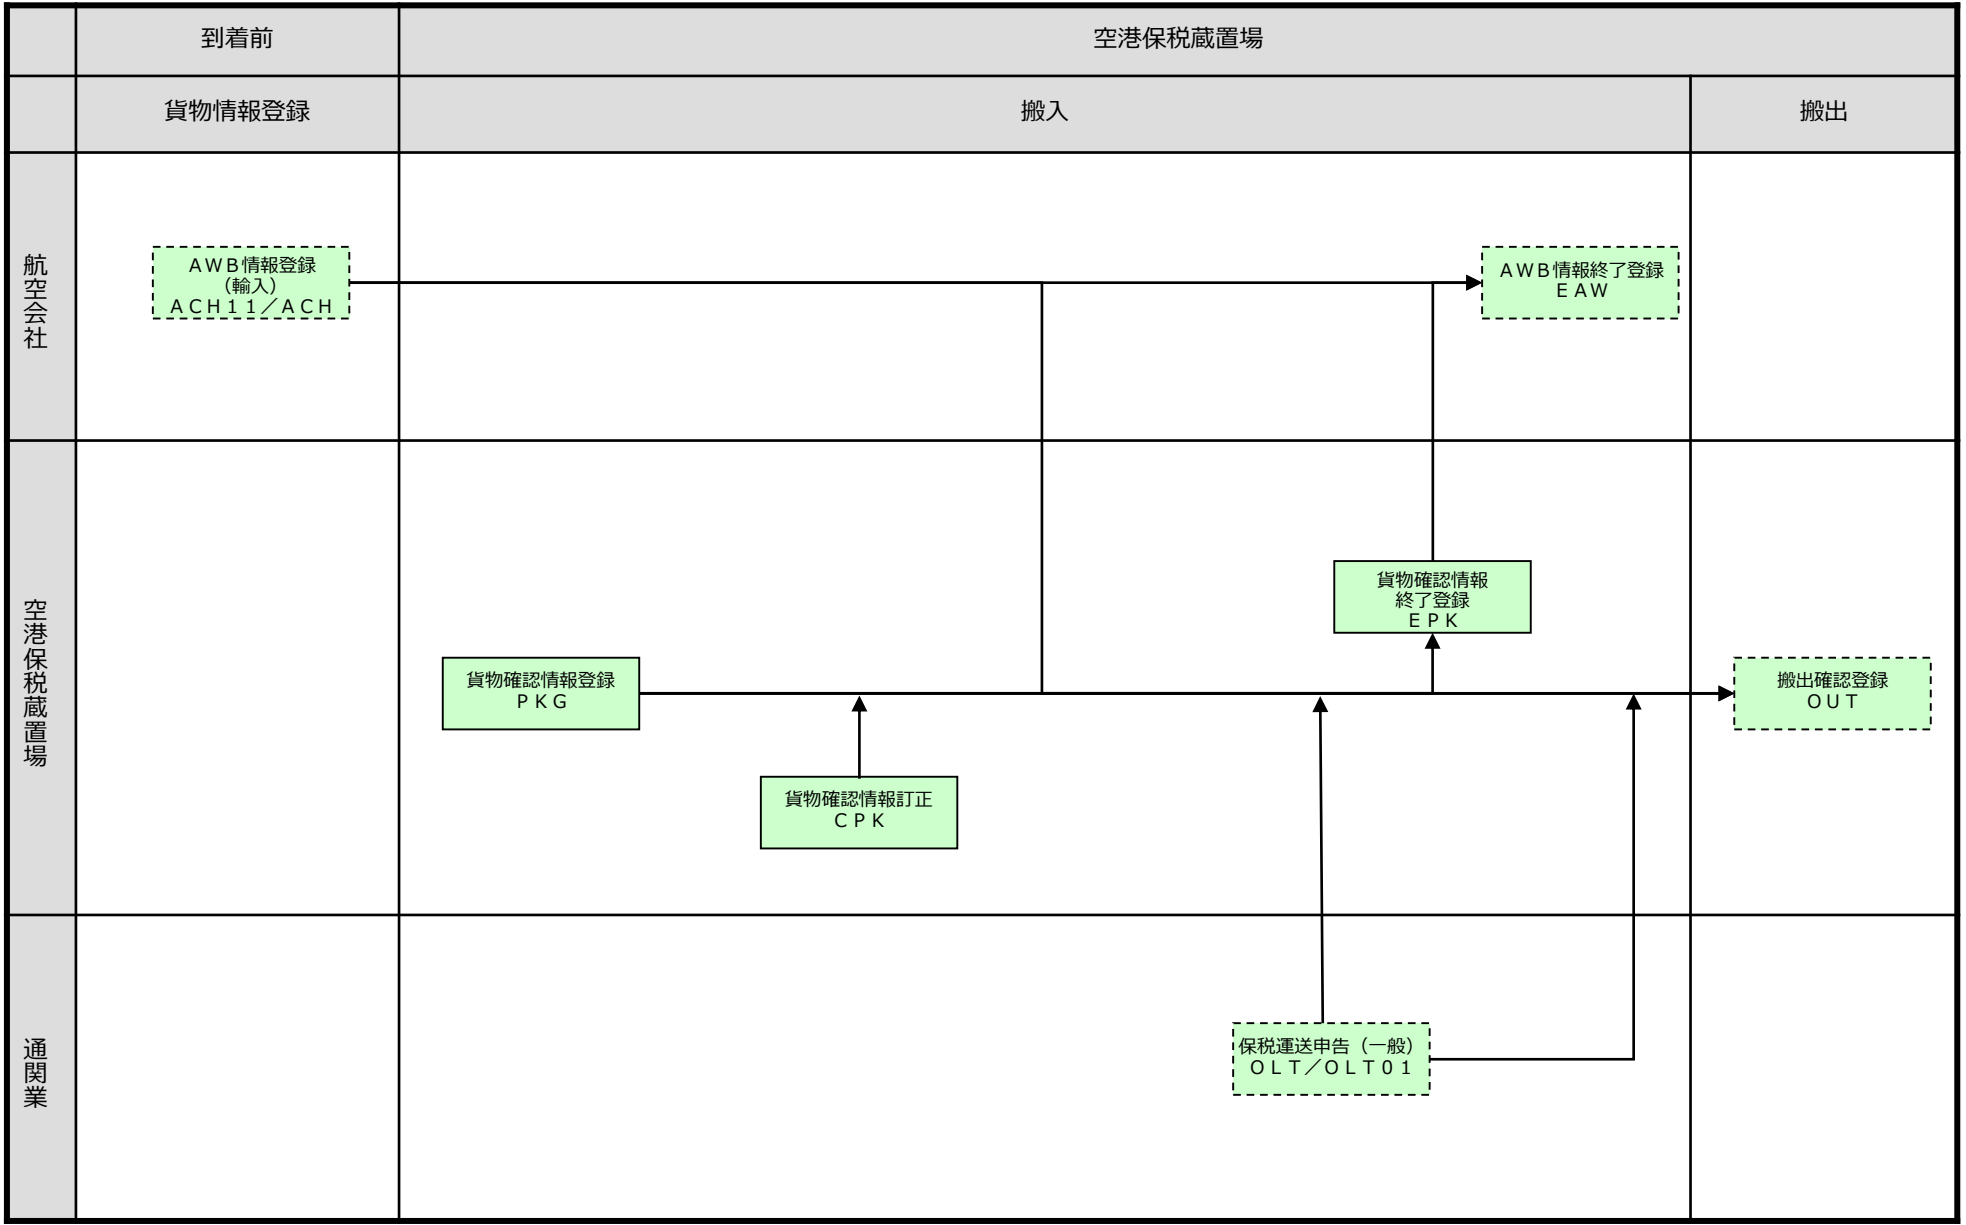 到着前
空港保税蔵置場
貨物情報登録
搬入
搬出
航空会社
ＡＷＢ情報登録
（輸入）
ＡＣＨ１１／ＡＣＨ
ＡＷＢ情報終了登録
ＥＡＷ
空港保税蔵置場
貨物確認情報
終了登録
ＥＰＫ
貨物確認情報登録
ＰＫＧ
搬出確認登録
ＯＵＴ
貨物確認情報訂正
ＣＰＫ
通関業
保税運送申告（一般）
ＯＬＴ／ＯＬＴ０１